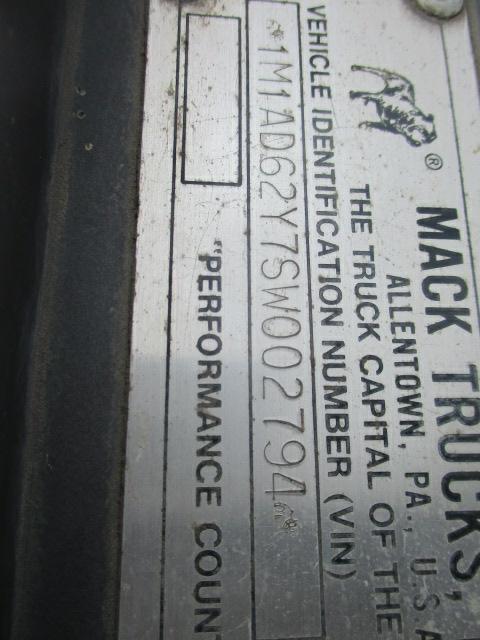 ®
MACK TRUCKS,
ALLENTOWN, PA., U.S.A
THE TRUCK CAPITAL OF THE
VEHICLE IDENTIFICATION NUMBER (VIN)
1M1AD62Y7SW002794
"PERFORMANCE COUNT